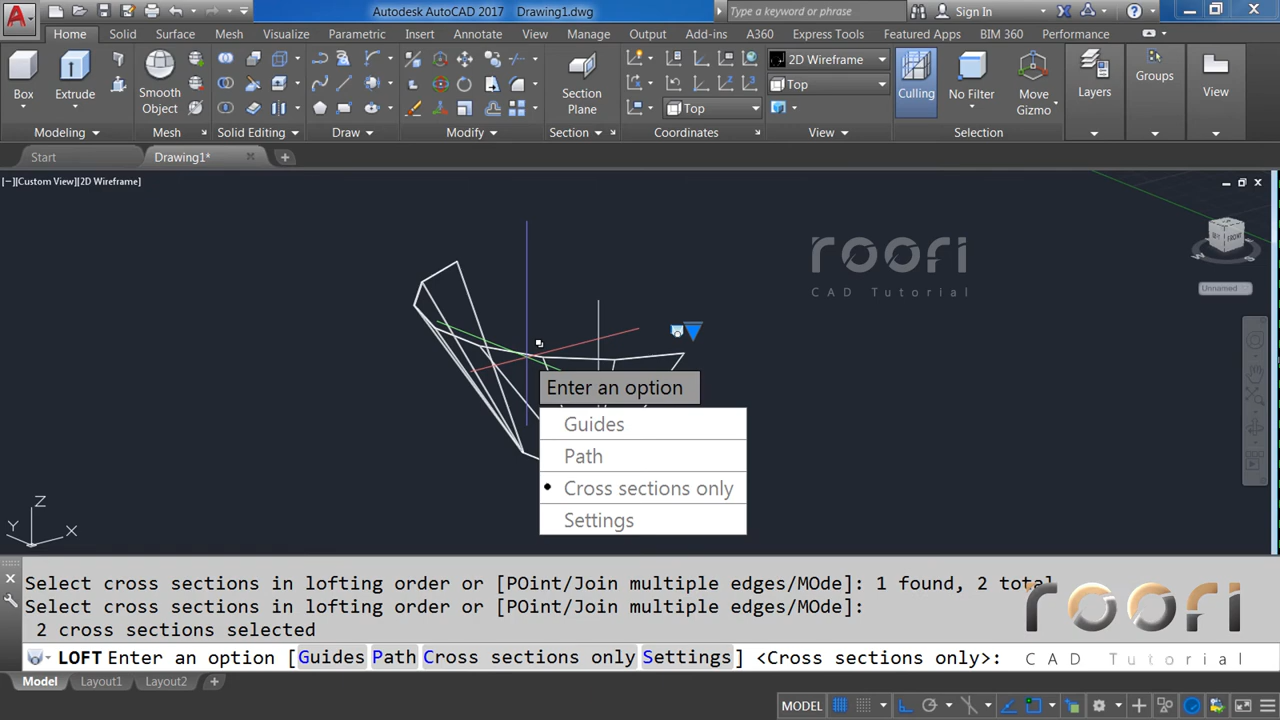 Autodesk AutoCAD 2017 Drawing1.dwg
Type a keyword or phrase
Sign In
Home Solid Surface Mesh Visualize Parametric Insert Annotate View Manage Output Add-ins A360 Express Tools Featured Apps BIM 360 Performance
Box
Extrude
Smooth
Object
Section
Plane
Top
2D Wireframe
Top
Culling
No Filter
Move
Gizmo
Layers
Groups
View
Modeling
Mesh
Solid Editing
Draw
Modify
Section
Coordinates
View
Selection
Start
Drawing1*
[−][Custom View][2D Wireframe]
roofi
CAD Tutorial
FRONT
Unnamed
Enter an option
Guides
Path
Cross sections only
Settings
Z
Y
X
Select cross sections in lofting order or [POint/Join multiple edges/MOde]: 1 found, 2 total
Select cross sections in lofting order or [POint/Join multiple edges/MOde]:
2 cross sections selected
LOFT Enter an option [Guides Path Cross sections only Settings] <Cross sections only>:
roofi
CAD Tutorial
Model Layout1 Layout2
MODEL